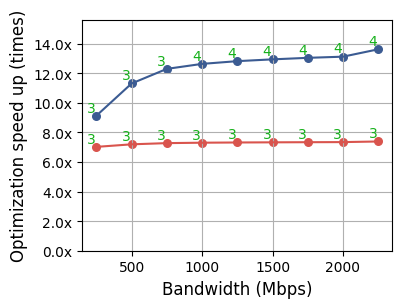 Optimization speed up (times)
14.0x
12.0x
10.0x
8.0x
6.0x
4.0x
2.0x
0.0x
3 3 3 4 4 4 4 4 4
3 3 3 3 3 3 3 3 3
500 1000 1500 2000
Bandwidth (Mbps)